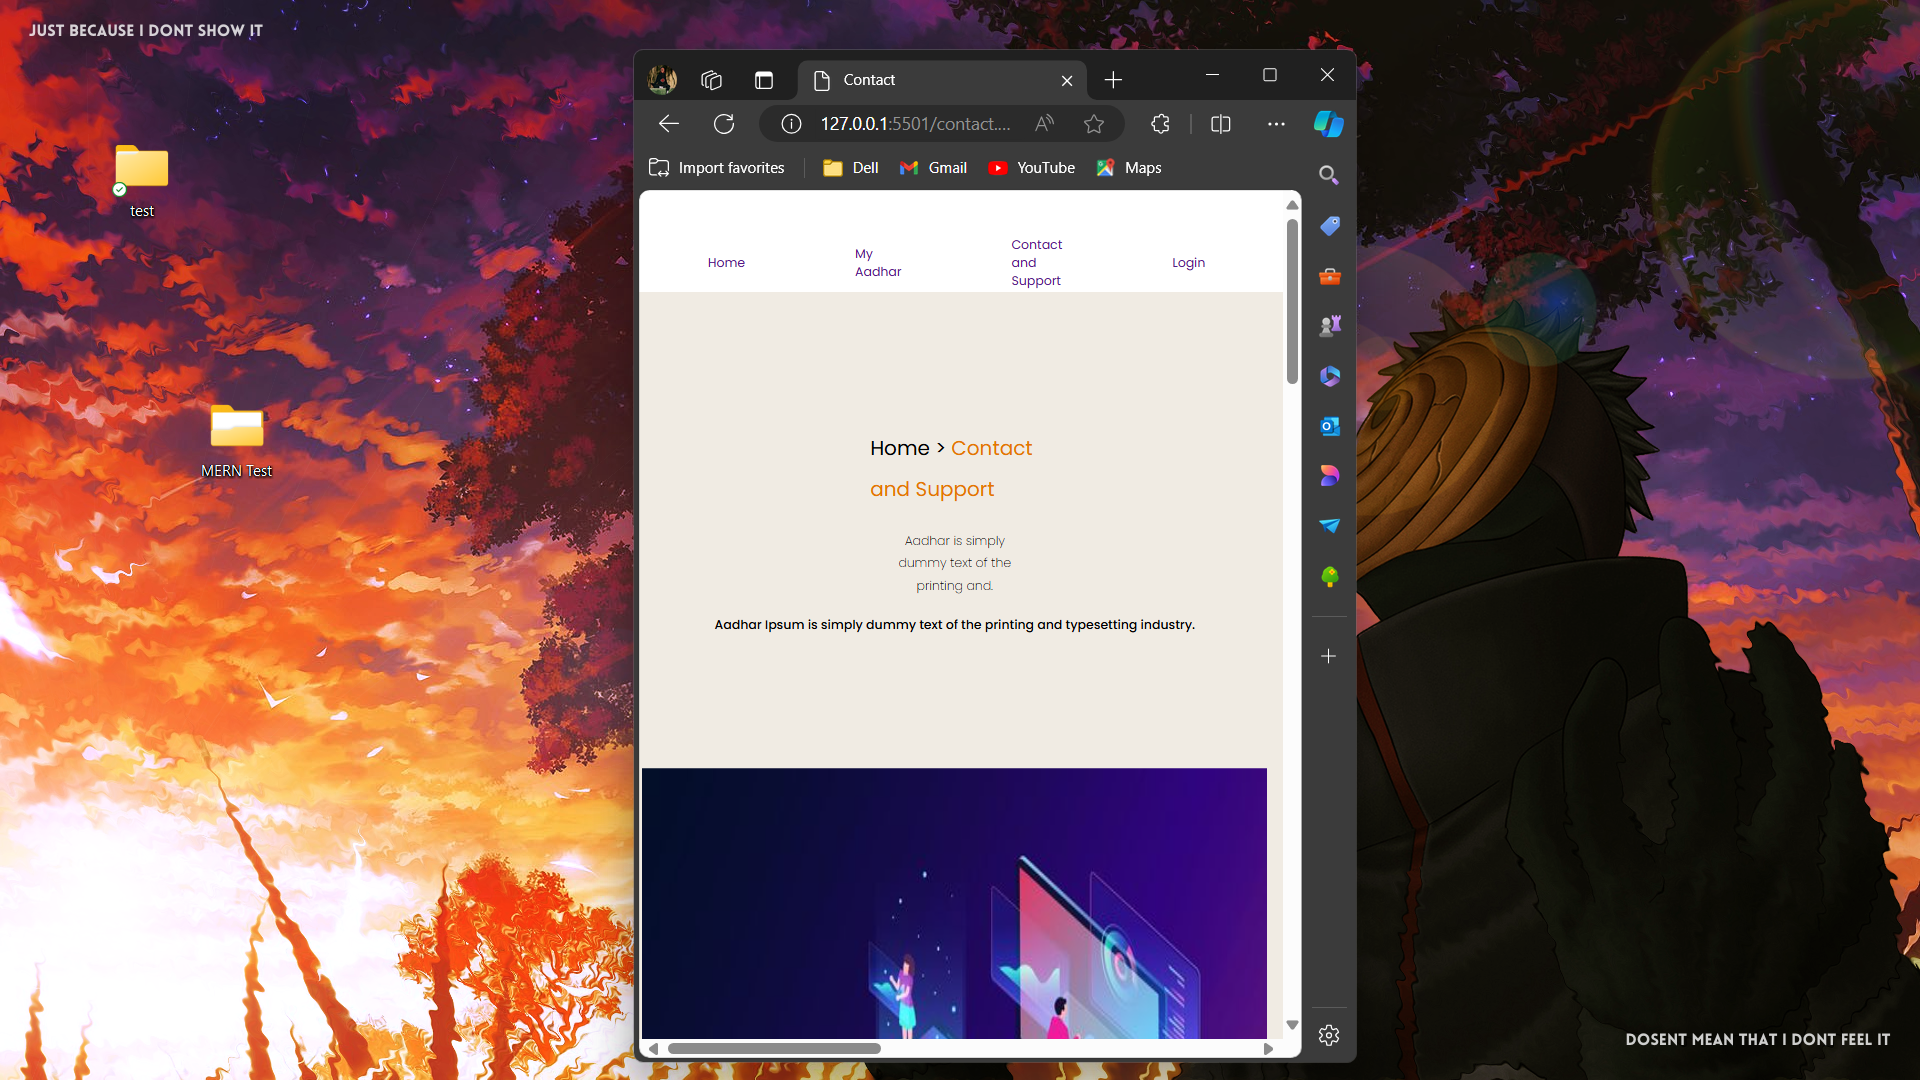 JUST BECAUSE I DONT SHOW IT
test
MERN Test
Contact
127.0.0.1:5501/contact....
Import favorites
Dell
Gmail
YouTube
Maps
Home
My
Aadhar
Contact
and
Support
Login
Home > Contact
and Support
Aadhar is simply
dummy text of the
printing and.
Aadhar Ipsum is simply dummy text of the printing and typesetting industry.
DOSENT MEAN THAT I DONT FEEL IT